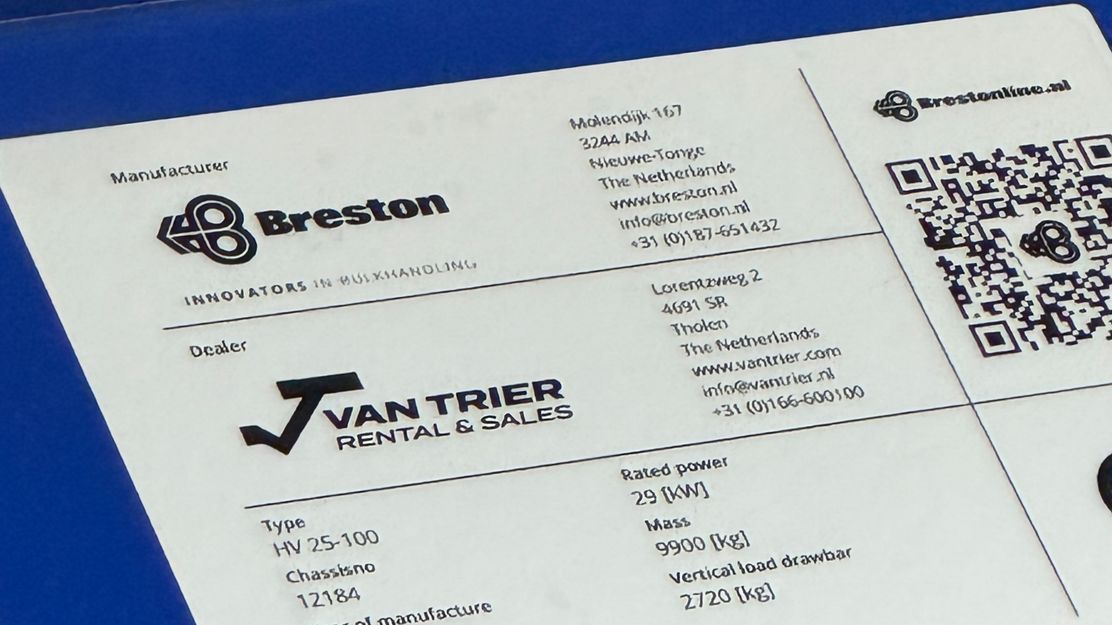 Manufacturer
Breston
INNOVATORS IN BULKHANDLING
Molendijk 167
3244 AM
Nieuwe-Tonge
The Netherlands
www.breston.nl
info@breston.nl
+31 (0)187-651432
Brestonline.nl
Dealer
VAN TRIER
RENTAL & SALES
Lorentzweg 2
4691 SR
Tholen
The Netherlands
www.vantrier.com
info@vantrier.nl
+31 (0)166-600100
Type
HV 25-100
Chassisno
12184
of manufacture
Rated power
29 [KW]
Mass
9900 [kg]
Vertical load drawbar
2720 [kg]